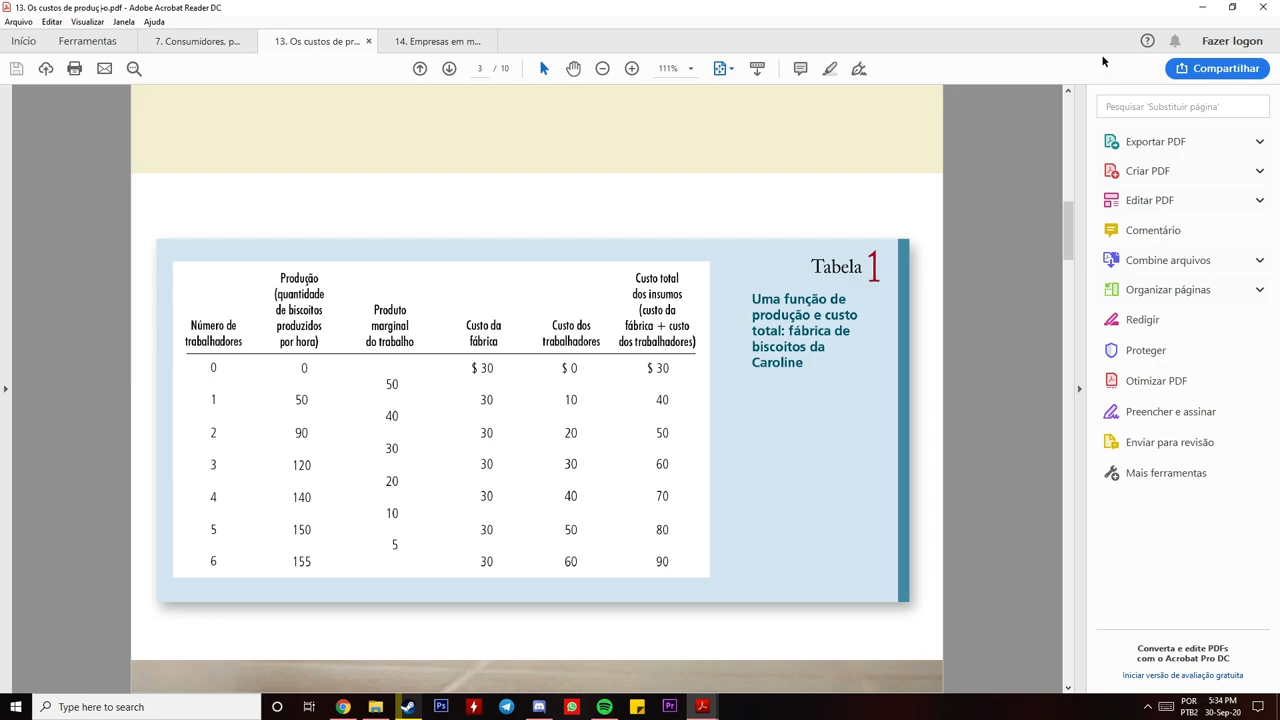 13. Os custos de produção.pdf - Adobe Acrobat Reader DC
Arquivo Editar Visualizar Janela Ajuda
Início Ferramentas 7. Consumidores, p... 13. Os custos de pr... × 14. Empresas em m... Fazer logon
3 / 10 111% Compartilhar
Pesquisar 'Substituir página'
Exportar PDF
Criar PDF
Editar PDF
Comentário
Combine arquivos
Organizar páginas
Redigir
Proteger
Otimizar PDF
Preencher e assinar
Enviar para revisão
Mais ferramentas
Converta e edite PDFs
com o Acrobat Pro DC
Iniciar versão de avaliação gratuita
Tabela 1
Uma função de
produção e custo
total: fábrica de
biscoitos da
Caroline
Número de
trabalhadores
Produção
(quantidade
de biscoitos
produzidos
por hora)
Produto
marginal
do trabalho
Custo da
fábrica
Custo dos
trabalhadores
Custo total
dos insumos
(custo da
fábrica + custo
dos trabalhadores)
0 0 $ 30 $ 0 $ 30
50
1 50 30 10 40
40
2 90 30 20 50
30
3 120 30 30 60
20
4 140 30 40 70
10
5 150 30 50 80
5
6 155 30 60 90
Type here to search
POR
PTB2
5:34 PM
30-Sep-20